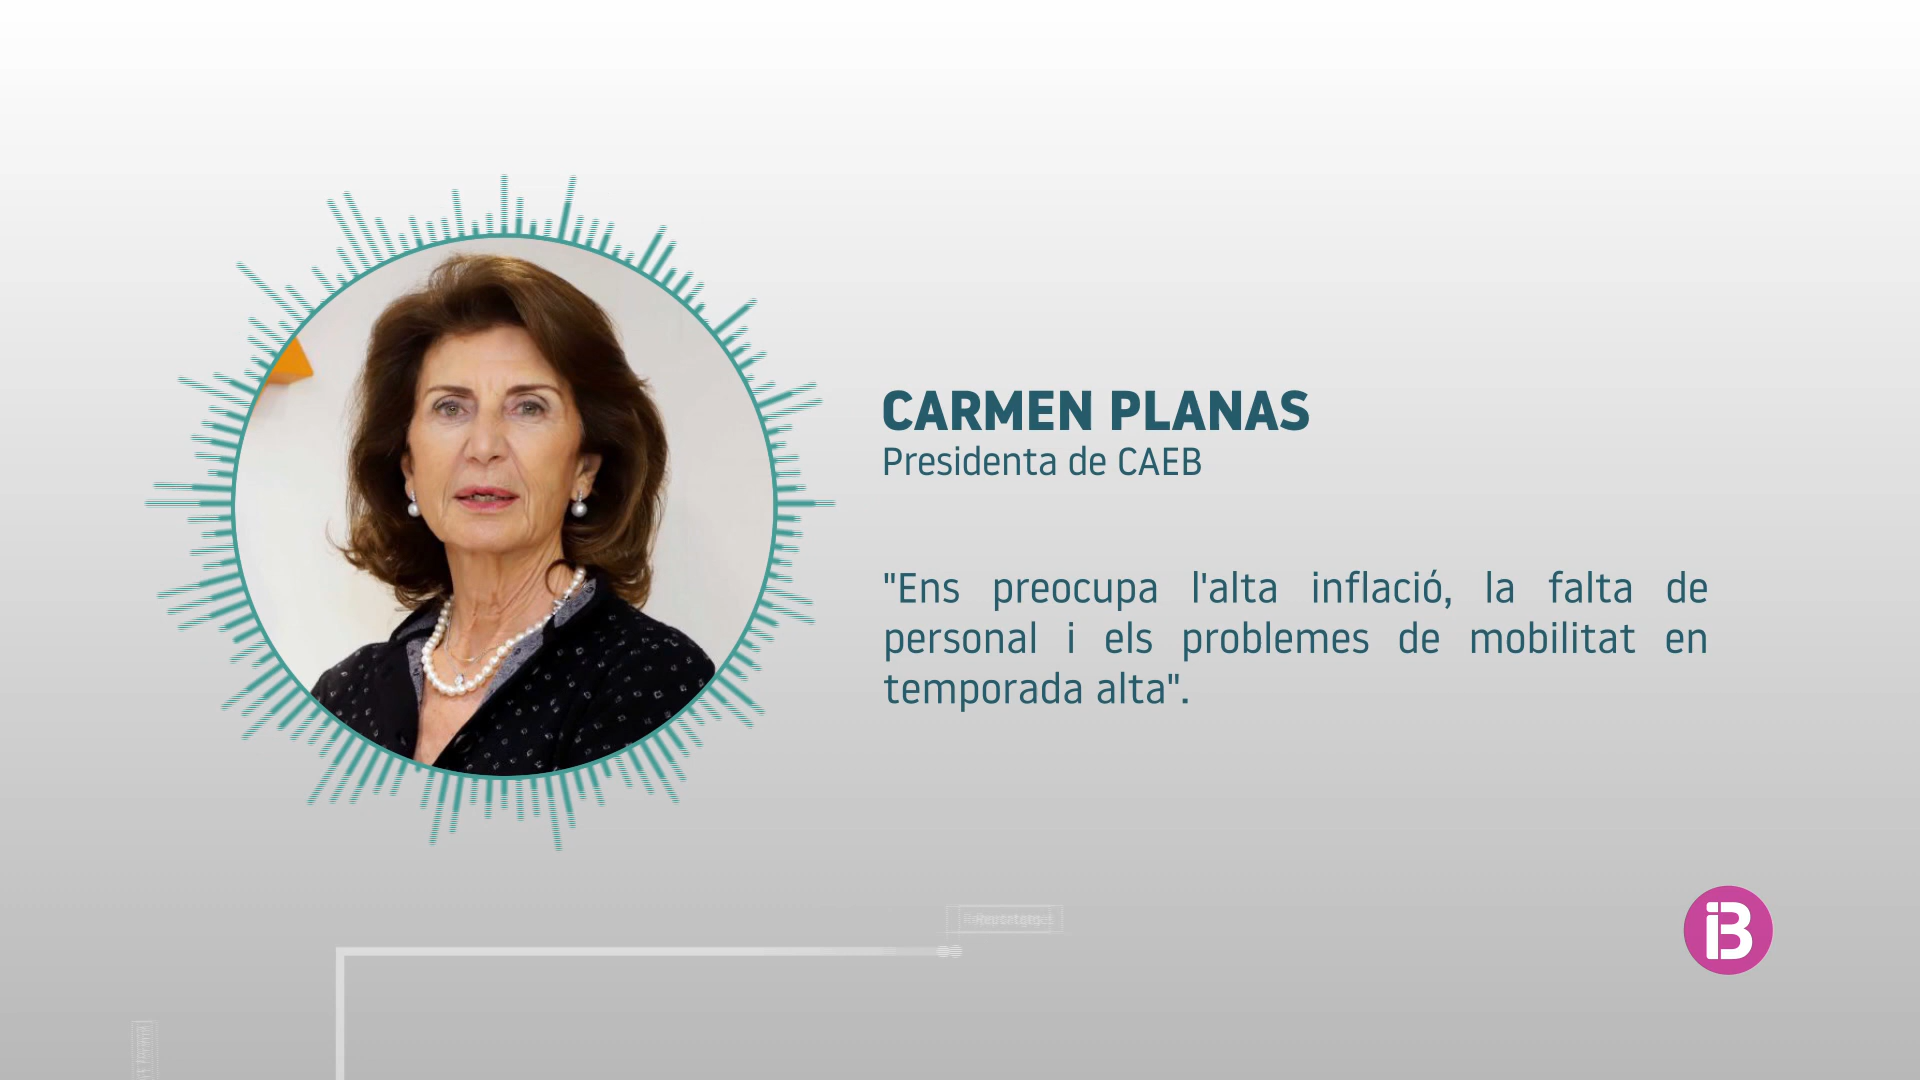 CARMEN PLANAS
Presidenta de CAEB
"Ens preocupa l'alta inflació, la falta de
personal i els problemes de mobilitat en
temporada alta".
iB